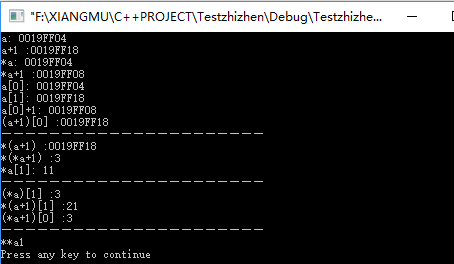 "F:\XIANGMU\C++PROJECT\Testzhizhen\Debug\Testzhizhe...
a: 0019FF04
a+1 :0019FF18
*a: 0019FF04
*a+1 :0019FF08
a[0]: 0019FF04
a[1]: 0019FF18
a[0]+1: 0019FF08
(a+1)[0] :0019FF18
————————————————————————
*(a+1) :0019FF18
*(*a+1) :3
*a[1]: 11
————————————————————————
(*a)[1] :3
*(a+1)[1] :21
(*a+1)[0] :3
————————————————————————
**a1
Press any key to continue